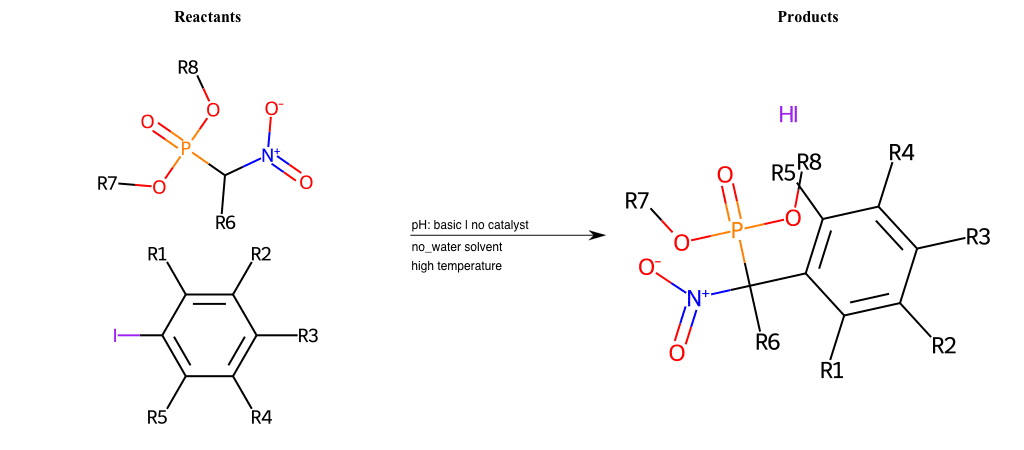 Reactants
Products
R8
O
O⁻
O
P
N⁺
R7
O
O
R6
R1
R2
I
R3
R5
R4
pH: basic | no catalyst
no_water solvent
high temperature
HI
R8
R4
O
R5
R7
O
P
O
R3
O⁻
N⁺
O
R6
R2
R1